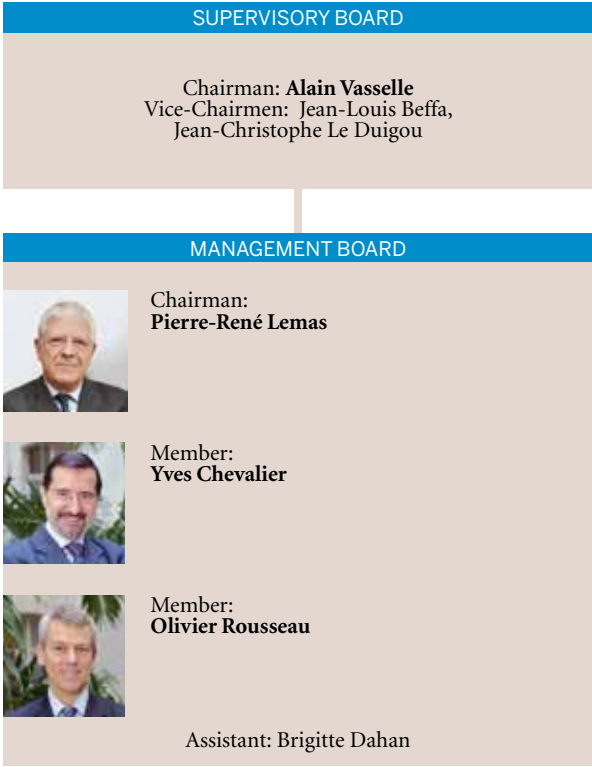 SUPERVISORY BOARD
Chairman: Alain Vasselle
Vice-Chairmen: Jean-Louis Beffa,
Jean-Christophe Le Duigou
MANAGEMENT BOARD
Chairman:
Pierre-René Lemas
Member:
Yves Chevalier
Member:
Olivier Rousseau
Assistant: Brigitte Dahan